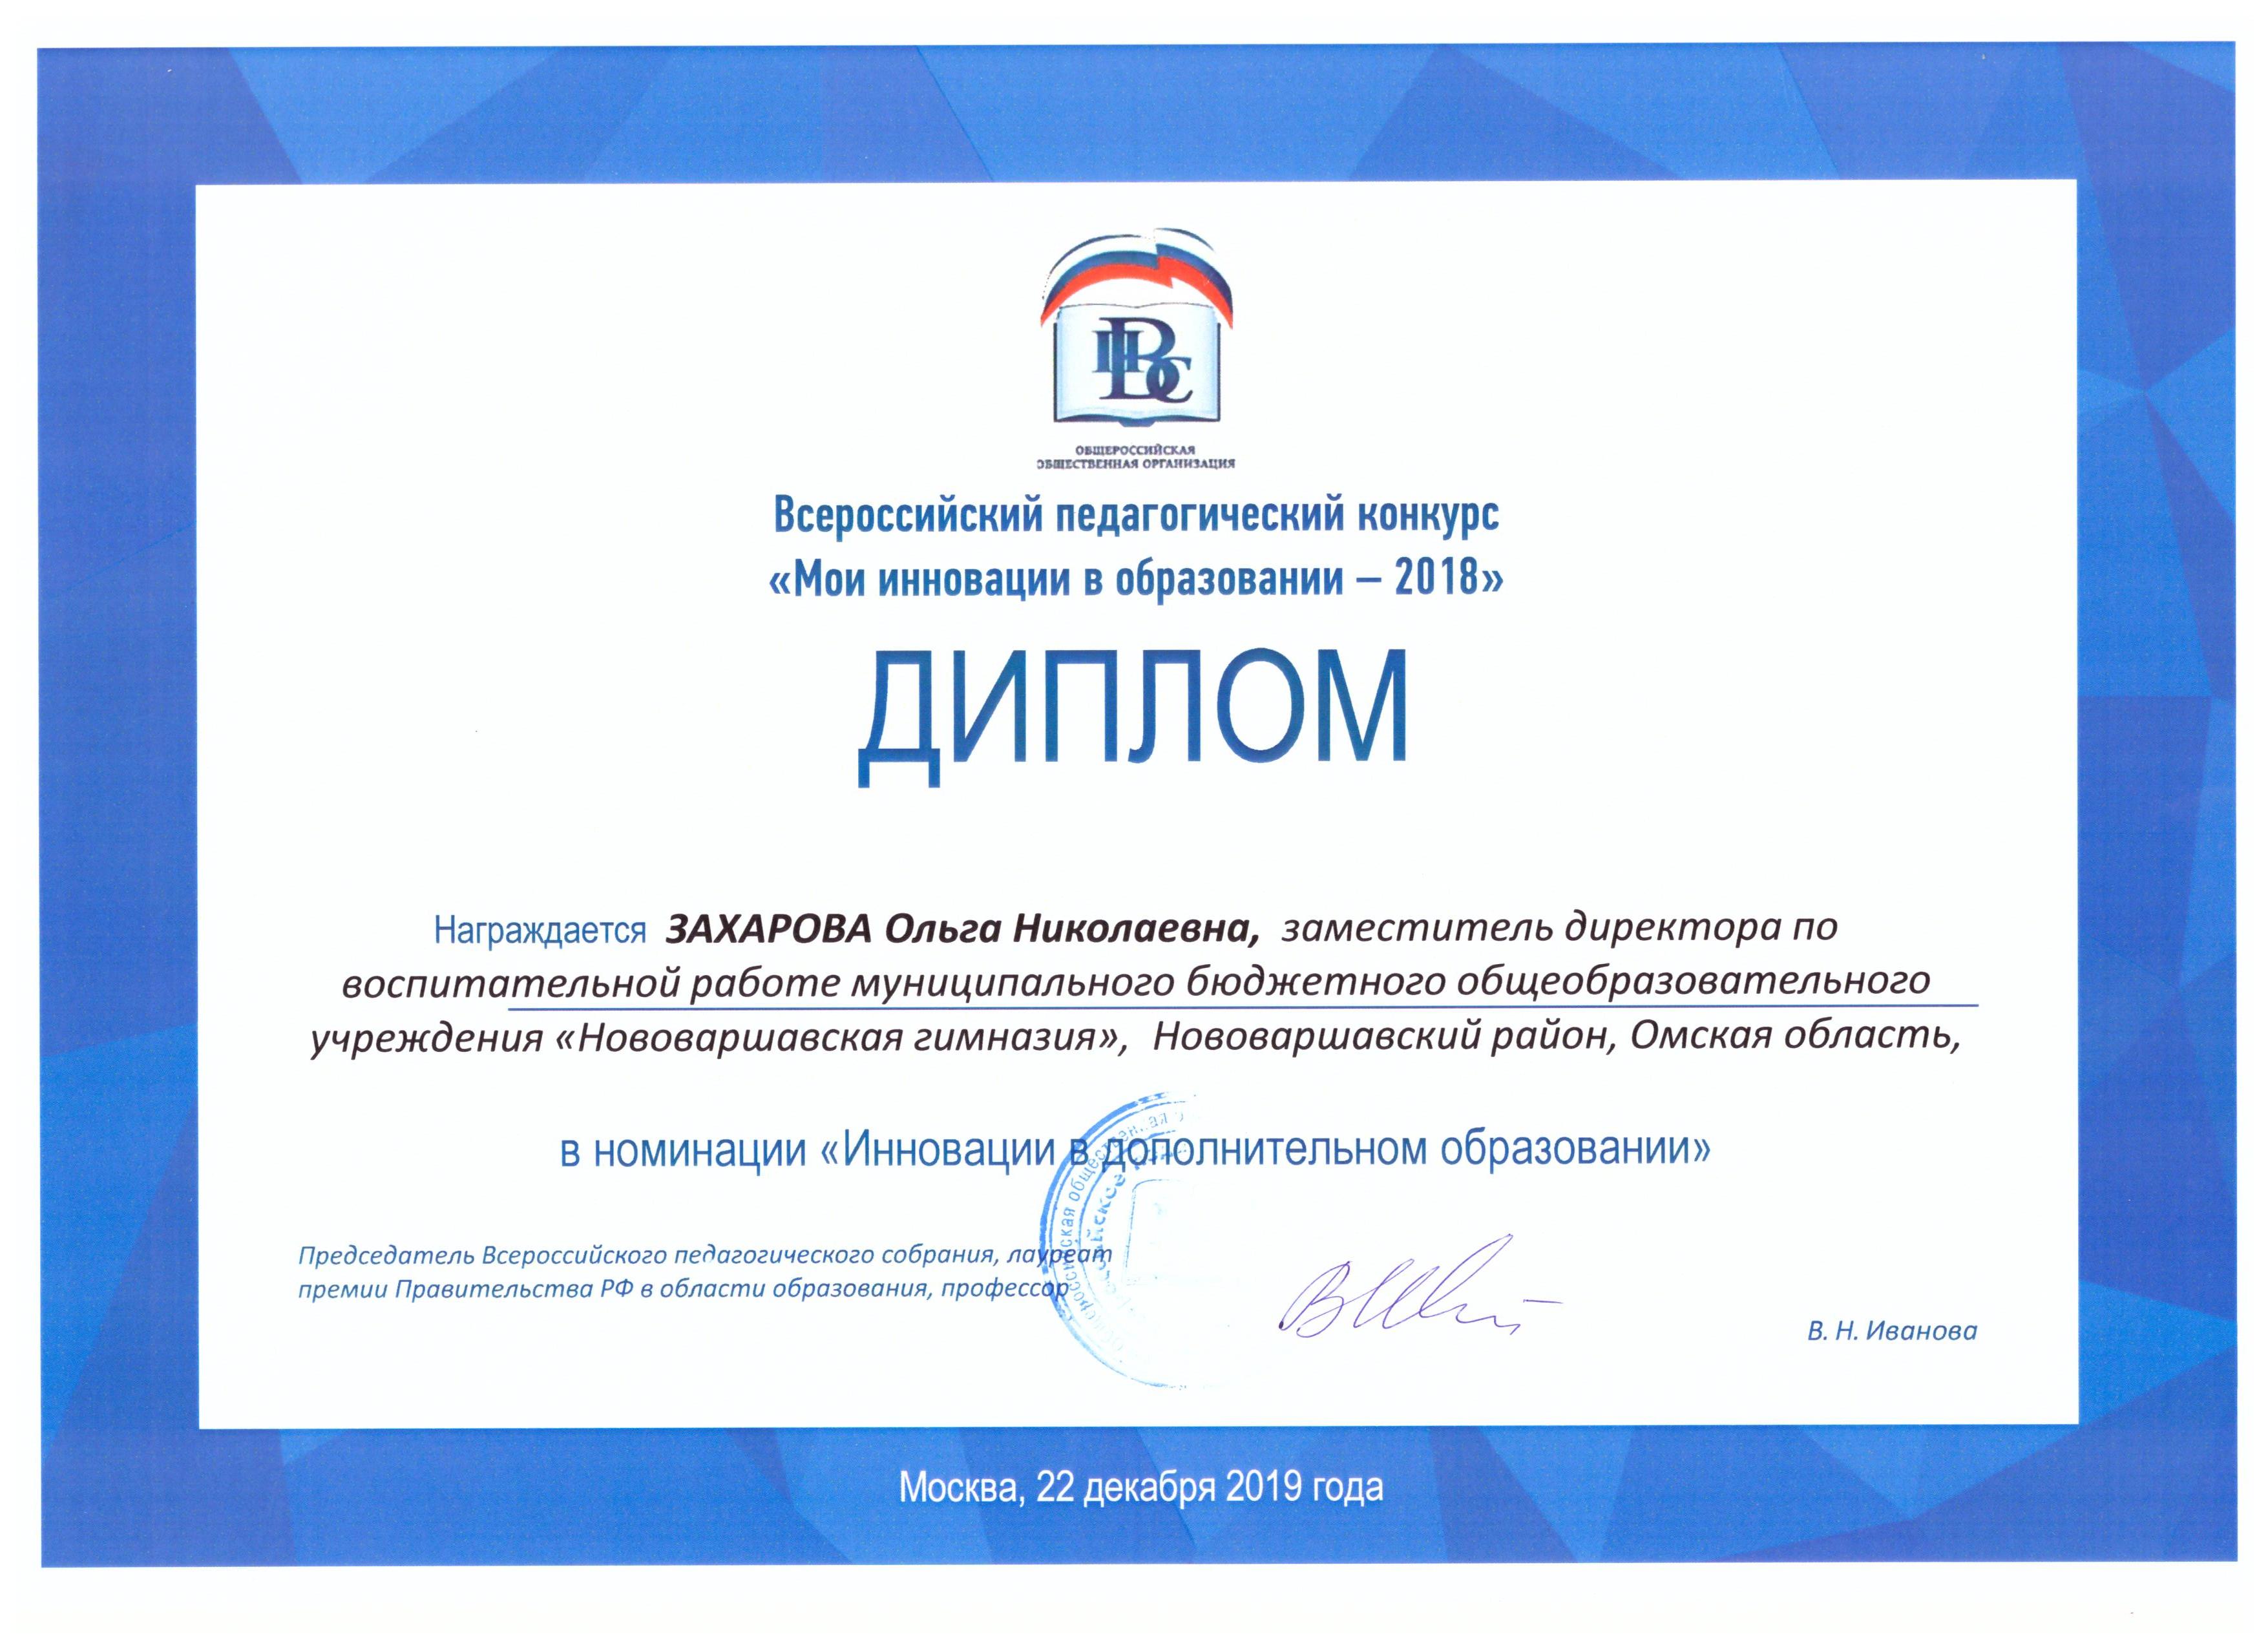 ВПС
ОБЩЕРОССИЙСКАЯ
ОБЩЕСТВЕННАЯ ОРГАНИЗАЦИЯ
Всероссийский педагогический конкурс
«Мои инновации в образовании – 2018»
ДИПЛОМ
Награждается ЗАХАРОВА Ольга Николаевна, заместитель директора по
воспитательной работе муниципального бюджетного общеобразовательного
учреждения «Нововаршавская гимназия», Нововаршавский район, Омская область,
в номинации «Инновации в дополнительном образовании»
Председатель Всероссийского педагогического собрания, лауреат
премии Правительства РФ в области образования, профессор
В. Н. Иванова
Москва, 22 декабря 2019 года